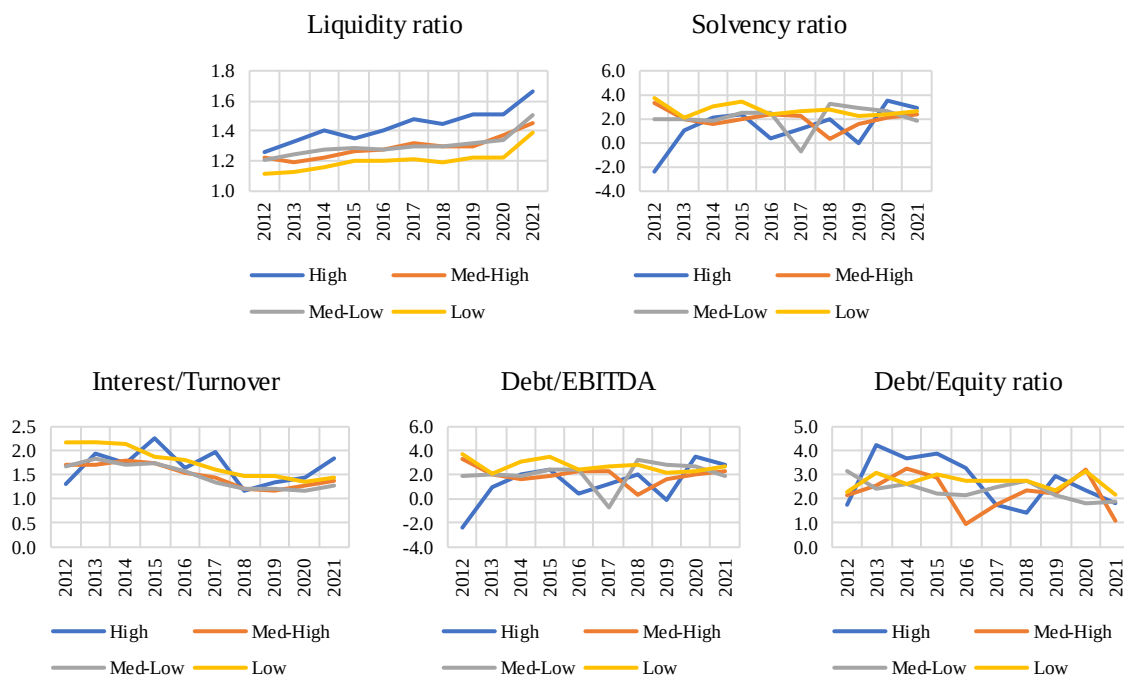 Liquidity ratio
1.8
1.6
1.4
1.2
1.0
2012 2013 2014 2015 2016 2017 2018 2019 2020 2021
High Med-High
Med-Low Low
Solvency ratio
6.0
4.0
2.0
0.0
-2.0
-4.0
2012 2013 2014 2015 2016 2017 2018 2019 2020 2021
High Med-High
Med-Low Low
Interest/Turnover
2.5
2.0
1.5
1.0
0.5
0.0
2012 2013 2014 2015 2016 2017 2018 2019 2020 2021
High Med-High
Med-Low Low
Debt/EBITDA
6.0
4.0
2.0
0.0
-2.0
-4.0
2012 2013 2014 2015 2016 2017 2018 2019 2020 2021
High Med-High
Med-Low Low
Debt/Equity ratio
5.0
4.0
3.0
2.0
1.0
0.0
2012 2013 2014 2015 2016 2017 2018 2019 2020 2021
High Med-High
Med-Low Low